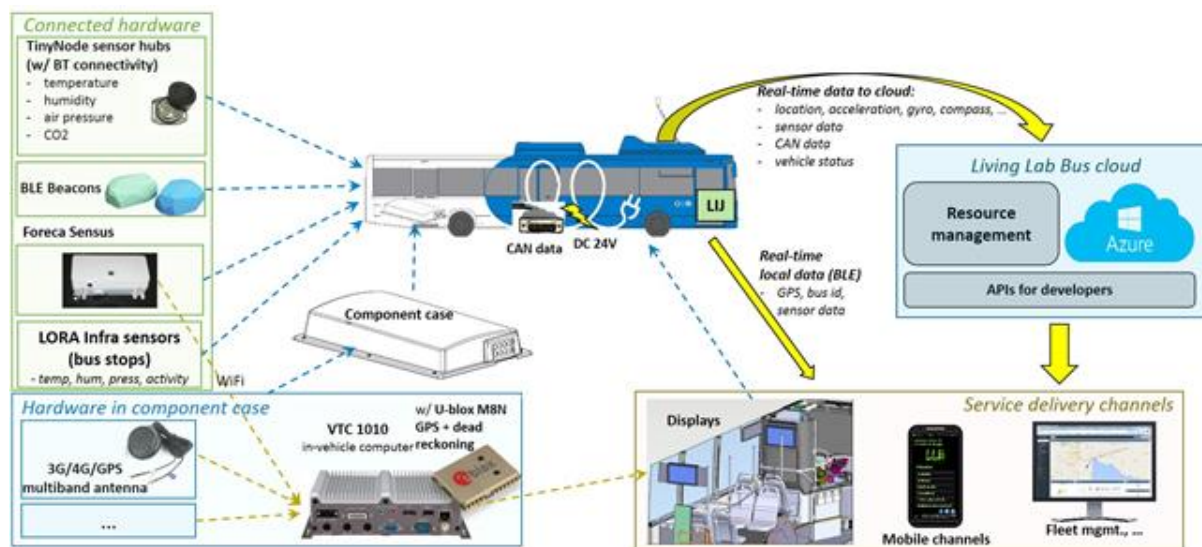 Connected hardware
TinyNode sensor hubs
(w/ BT connectivity)
- temperature
- humidity
- air pressure
- CO2
BLE Beacons
Foreca Sensus
LORA Infra sensors
(bus stops)
- temp, hum, press, activity
WiFi
Hardware in component case
3G/4G/GPS
multiband antenna
...
VTC 1010
in-vehicle computer
w/ U-blox M8N
GPS + dead
reckoning
Component case
CAN data
DC 24V
LIJ
Real-time data to cloud:
- location, acceleration, gyro, compass, ...
- sensor data
- CAN data
- vehicle status
Real-time
local data (BLE)
- GPS, bus id,
sensor data
Living Lab Bus cloud
Resource
management
Azure
APIs for developers
Service delivery channels
Displays
LLB
Mobile channels
Fleet mgmt., ...